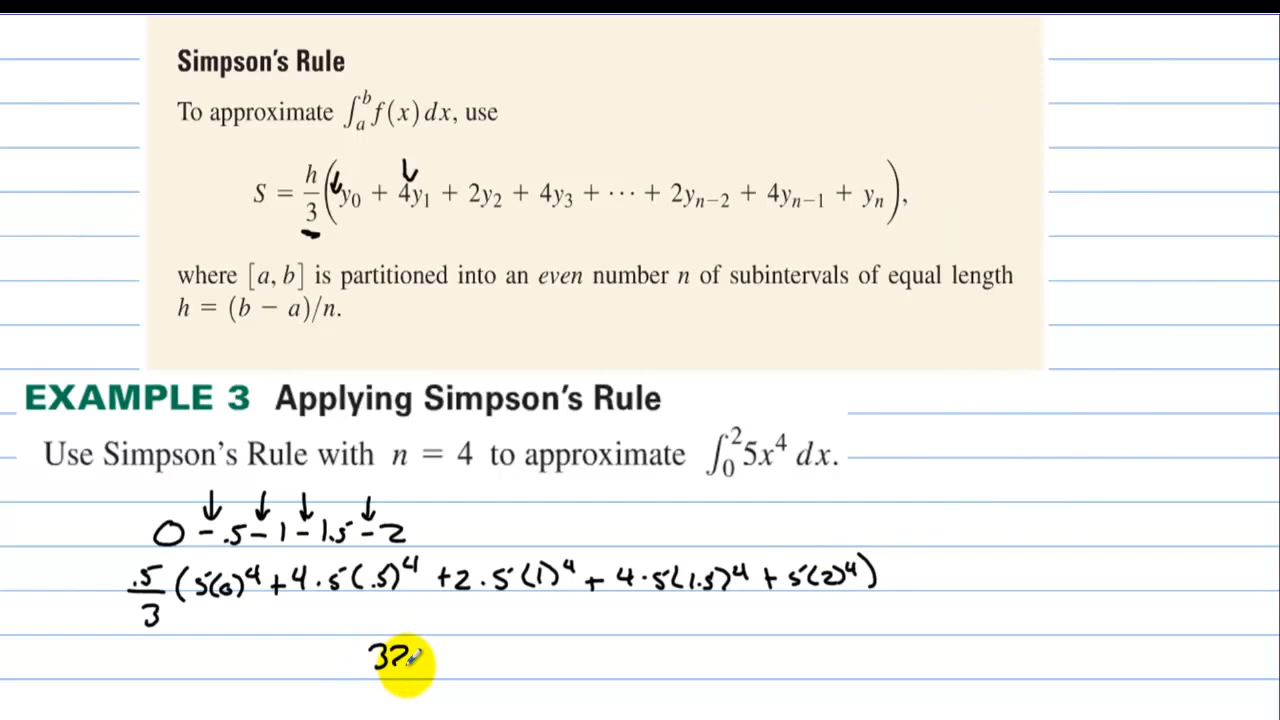 Simpson's Rule
To approximate ∫_a^b f(x) dx, use
S = h/3 (y₀ + 4y₁ + 2y₂ + 4y₃ + ⋯ + 2yₙ₋₂ + 4yₙ₋₁ + yₙ),
where [a, b] is partitioned into an even number n of subintervals of equal length
h = (b − a)/n.
EXAMPLE 3 Applying Simpson's Rule
Use Simpson's Rule with n = 4 to approximate ∫₀² 5x⁴ dx.
0 – .5 – 1 – 1.5 – 2
.5/3 (5(0)⁴ + 4·5(.5)⁴ + 2·5(1)⁴ + 4·5(1.5)⁴ + 5(2)⁴)
32